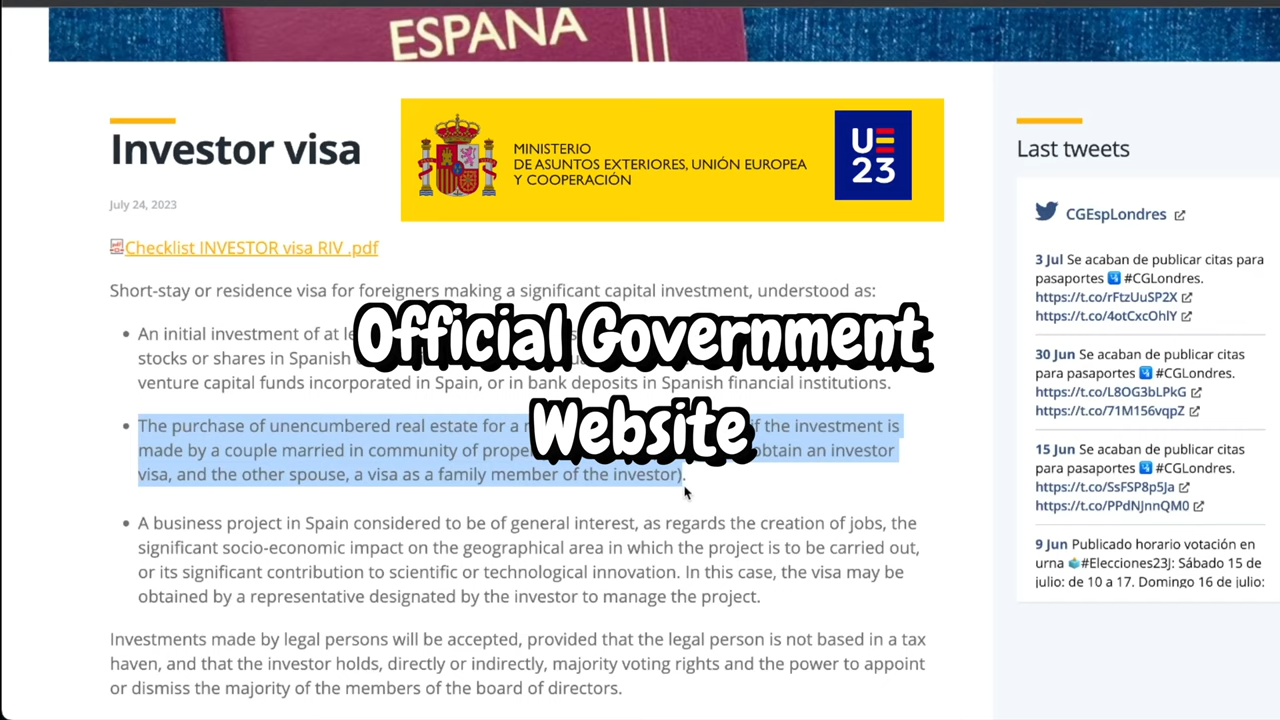 ESPAÑA
Investor visa
MINISTERIO
DE ASUNTOS EXTERIORES, UNIÓN EUROPEA
Y COOPERACIÓN
UE
23
July 24, 2023
Checklist INVESTOR visa RIV .pdf
Short-stay or residence visa for foreigners making a significant capital investment, understood as:
An initial investment of at
stocks or shares in Spanish
venture capital funds incorporated in Spain, or in bank deposits in Spanish financial institutions.
The purchase of unencumbered real estate for a if the investment is
made by a couple married in community of obtain an investor
visa, and the other spouse, a visa as a family member of the investor).
A business project in Spain considered to be of general interest, as regards the creation of jobs, the
significant socio-economic impact on the geographical area in which the project is to be carried out,
or its significant contribution to scientific or technological innovation. In this case, the visa may be
obtained by a representative designated by the investor to manage the project.
Investments made by legal persons will be accepted, provided that the legal person is not based in a tax
haven, and that the investor holds, directly or indirectly, majority voting rights and the power to appoint
or dismiss the majority of the members of the board of directors.
Official Government
Website
Last tweets
CGEspLondres
3 Jul Se acaban de publicar citas para
pasaportes #CGLondres.
https://t.co/rFtzUuSP2X
https://t.co/4otCxcOhlY
30 Jun Se acaban de publicar citas
para pasaportes #CGLondres.
https://t.co/L8OG3bLPkG
https://t.co/71M156vqpZ
15 Jun Se acaban de publicar citas
para pasaportes #CGLondres.
https://t.co/SsFSP8p5Ja
https://t.co/PPdNJnnQM0
9 Jun Publicado horario votación en
urna #Elecciones23J: Sábado 15 de
julio: de 10 a 17. Domingo 16 de julio: